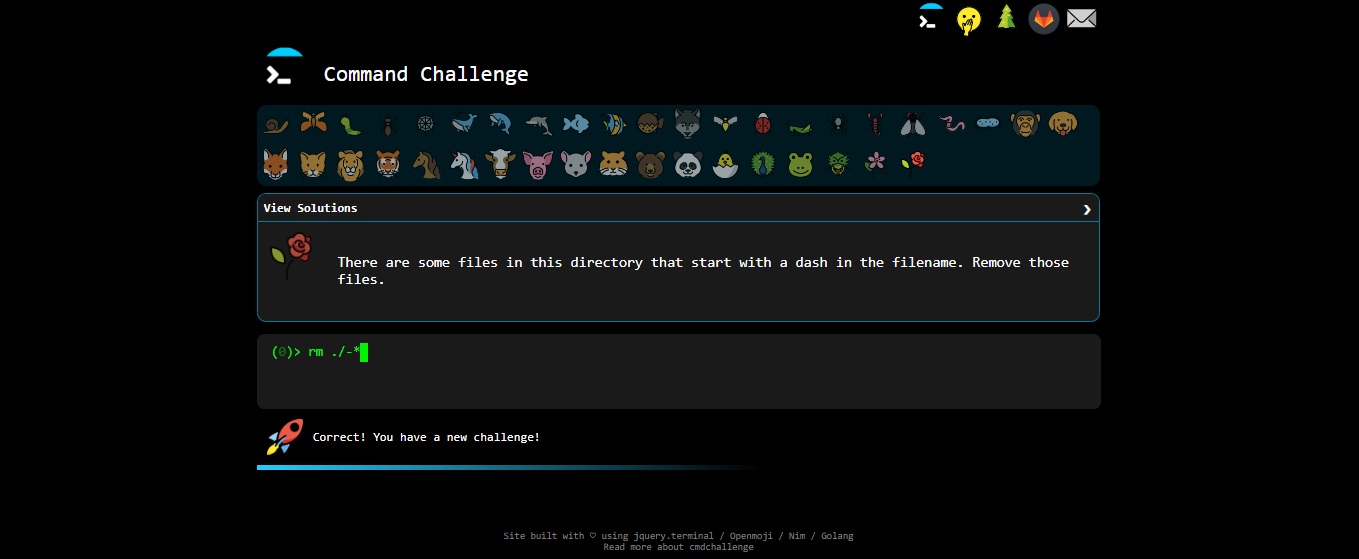 Command Challenge
View Solutions
There are some files in this directory that start with a dash in the filename. Remove those
files.
(0)> rm ./-*
Correct! You have a new challenge!
Site built with ♡ using jquery.terminal / Openmoji / Nim / Golang
Read more about cmdchallenge